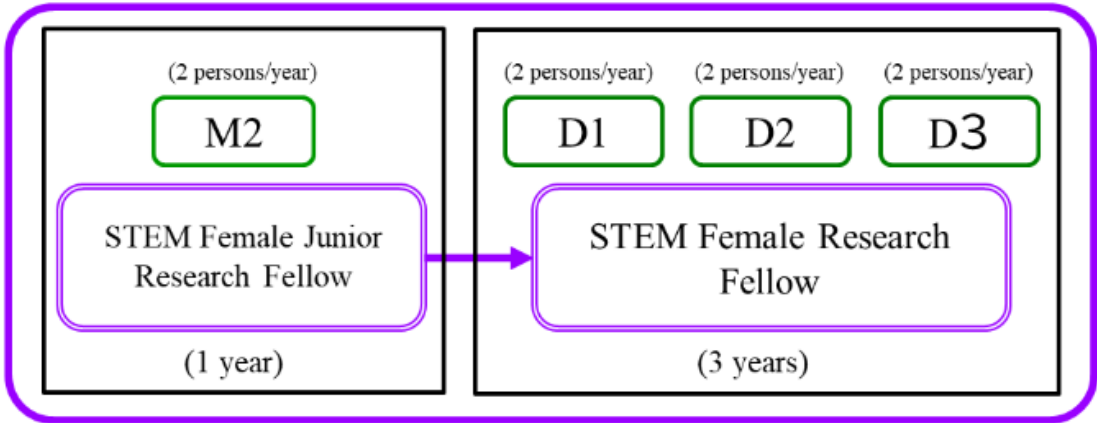 (2 persons/year)
M2
STEM Female Junior
Research Fellow
(1 year)
(2 persons/year) (2 persons/year) (2 persons/year)
D1 D2 D3
STEM Female Research
Fellow
(3 years)